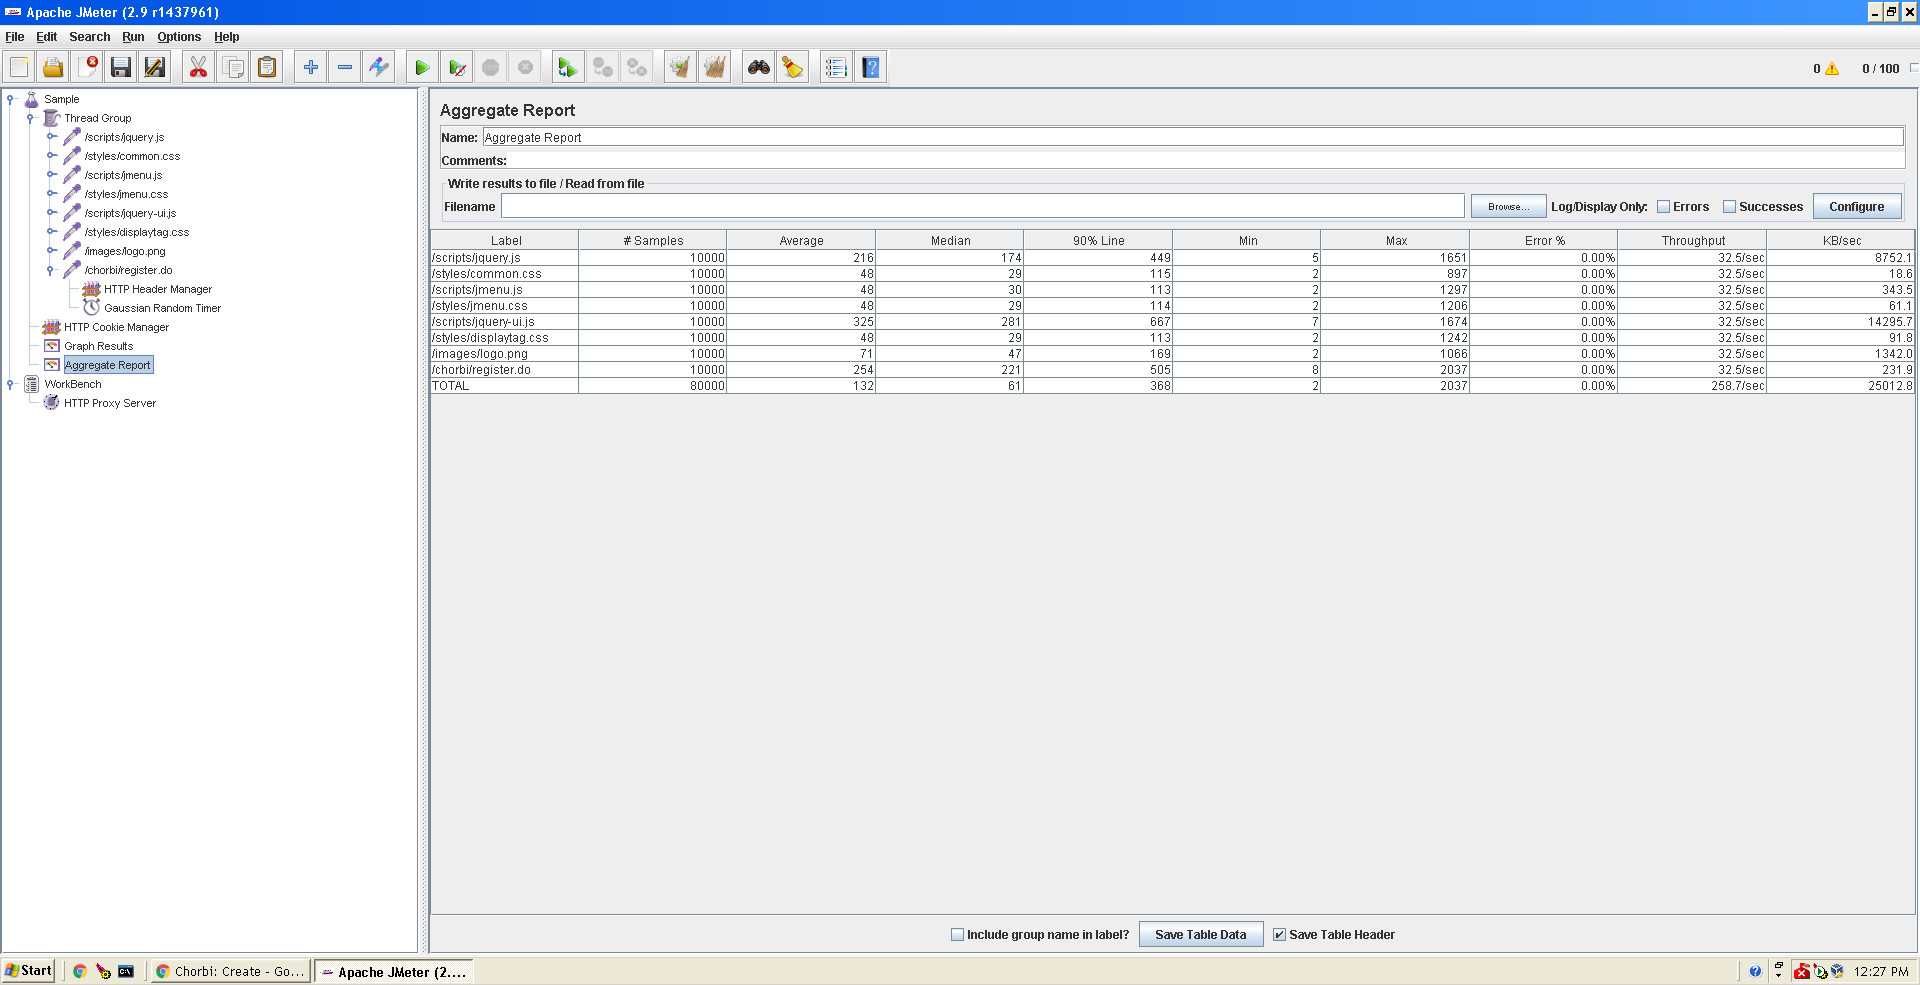 Apache JMeter (2.9 r1437961)
File Edit Search Run Options Help
0 0 / 100
Sample
Thread Group
/scripts/jquery.js
/styles/common.css
/scripts/jmenu.js
/styles/jmenu.css
/scripts/jquery-ui.js
/styles/displaytag.css
/images/logo.png
/chorbi/register.do
HTTP Header Manager
Gaussian Random Timer
HTTP Cookie Manager
Graph Results
Aggregate Report
WorkBench
HTTP Proxy Server
Aggregate Report
Name: Aggregate Report
Comments:
Write results to file / Read from file
Filename Browse... Log/Display Only: Errors Successes Configure
Label # Samples Average Median 90% Line Min Max Error % Throughput KB/sec
/scripts/jquery.js 10000 216 174 449 5 1651 0.00% 32.5/sec 8752.1
/styles/common.css 10000 48 29 115 2 897 0.00% 32.5/sec 18.6
/scripts/jmenu.js 10000 48 30 113 2 1297 0.00% 32.5/sec 343.5
/styles/jmenu.css 10000 48 29 114 2 1206 0.00% 32.5/sec 61.1
/scripts/jquery-ui.js 10000 325 281 667 7 1674 0.00% 32.5/sec 14295.7
/styles/displaytag.css 10000 48 29 113 2 1242 0.00% 32.5/sec 91.8
/images/logo.png 10000 71 47 169 2 1066 0.00% 32.5/sec 1342.0
/chorbi/register.do 10000 254 221 505 8 2037 0.00% 32.5/sec 231.9
TOTAL 80000 132 61 368 2 2037 0.00% 258.7/sec 25012.8
Include group name in label? Save Table Data Save Table Header
Start Chorbi: Create - Go... Apache JMeter (2.... 12:27 PM